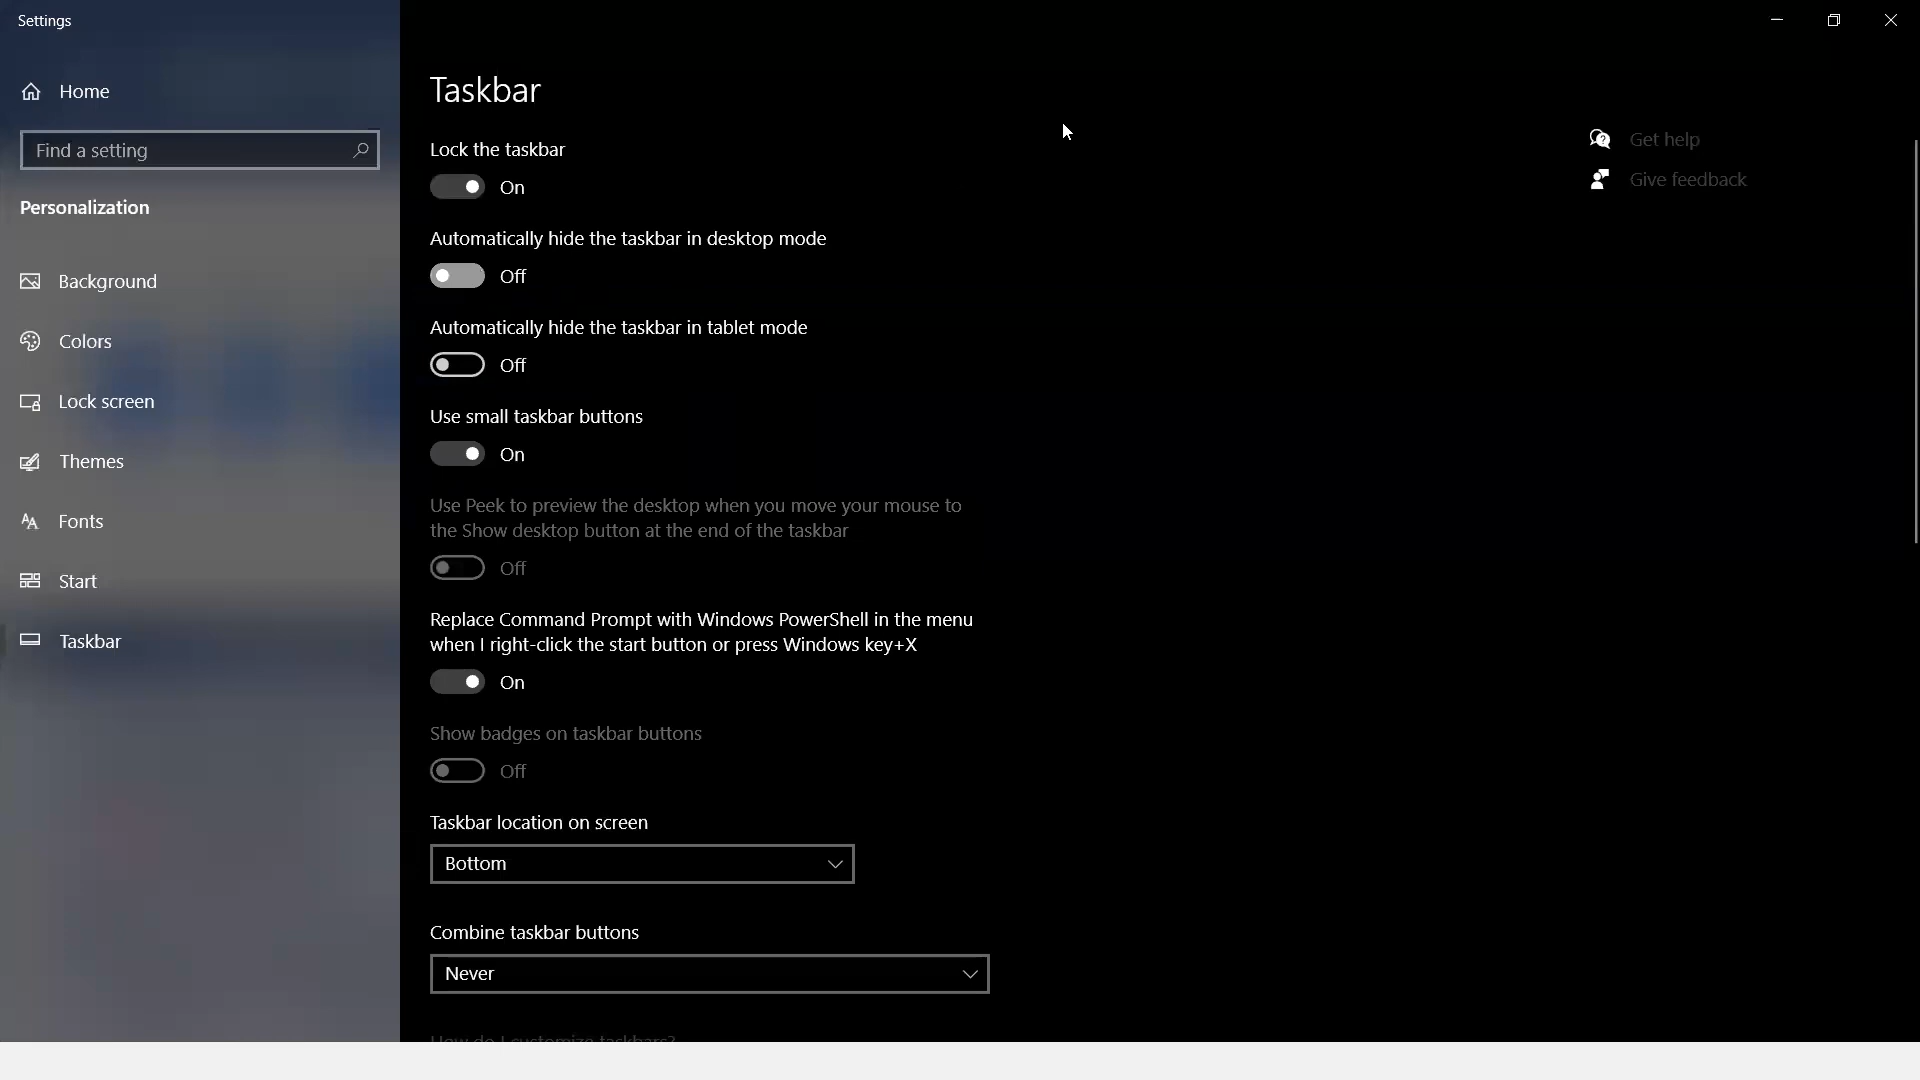 Settings
Home
Find a setting
Personalization
Background
Colors
Lock screen
Themes
Fonts
Start
Taskbar
Taskbar
Lock the taskbar
On
Automatically hide the taskbar in desktop mode
Off
Automatically hide the taskbar in tablet mode
Off
Use small taskbar buttons
On
Use Peek to preview the desktop when you move your mouse to
the Show desktop button at the end of the taskbar
Off
Replace Command Prompt with Windows PowerShell in the menu
when I right-click the start button or press Windows key+X
On
Show badges on taskbar buttons
Off
Taskbar location on screen
Bottom
Combine taskbar buttons
Never
How do I customize taskbars?
Get help
Give feedback